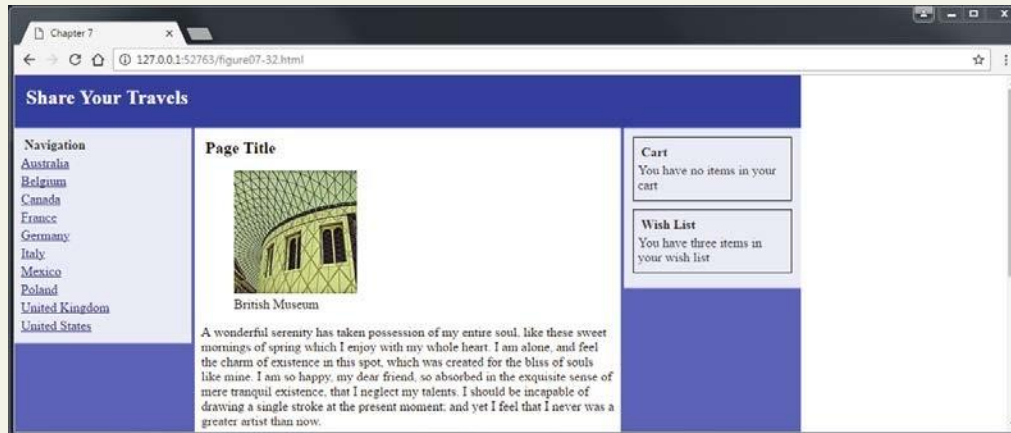 Chapter 7
127.0.0.1:52763/figure07-32.html
Share Your Travels
Navigation
Australia
Belgium
Canada
France
Germany
Italy
Mexico
Poland
United Kingdom
United States
Page Title
British Museum
A wonderful serenity has taken possession of my entire soul, like these sweet
mornings of spring which I enjoy with my whole heart. I am alone, and feel
the charm of existence in this spot, which was created for the bliss of souls
like mine. I am so happy, my dear friend, so absorbed in the exquisite sense of
mere tranquil existence, that I neglect my talents. I should be incapable of
drawing a single stroke at the present moment; and yet I feel that I never was a
greater artist than now.
Cart
You have no items in your
cart
Wish List
You have three items in
your wish list